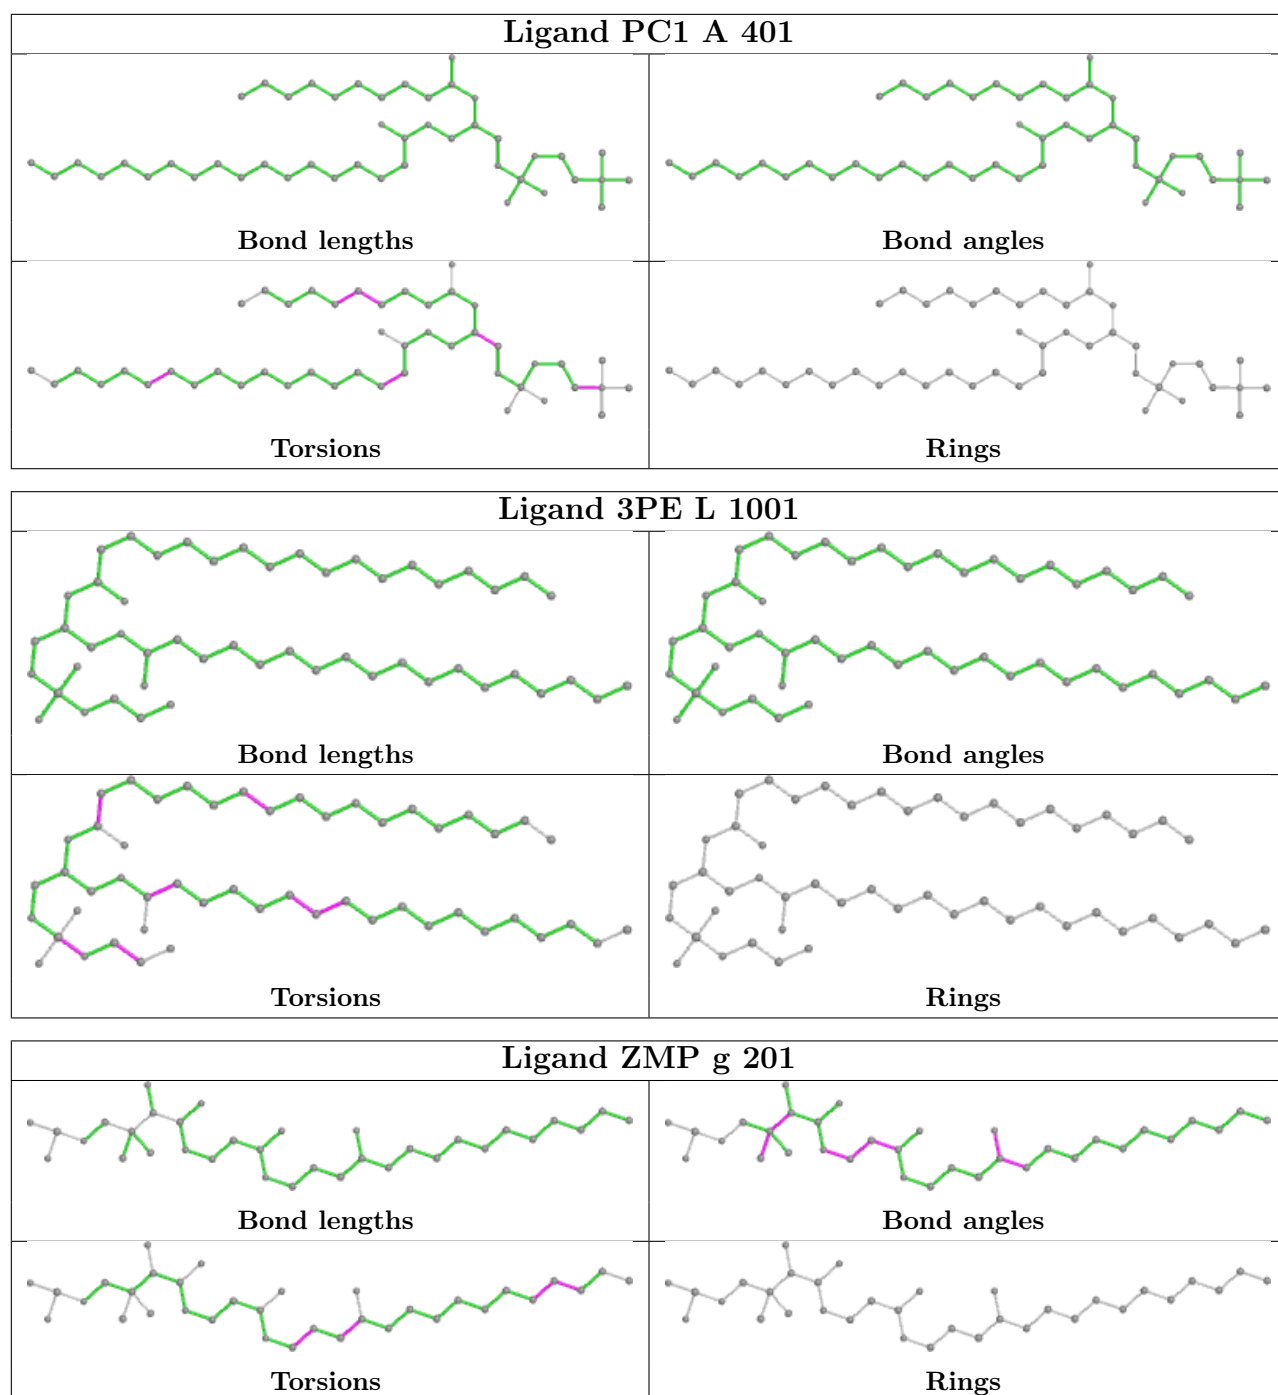 Ligand PC1 A 401
Bond lengths
Bond angles
Torsions
Rings
Ligand 3PE L 1001
Bond lengths
Bond angles
Torsions
Rings
Ligand ZMP g 201
Bond lengths
Bond angles
Torsions
Rings